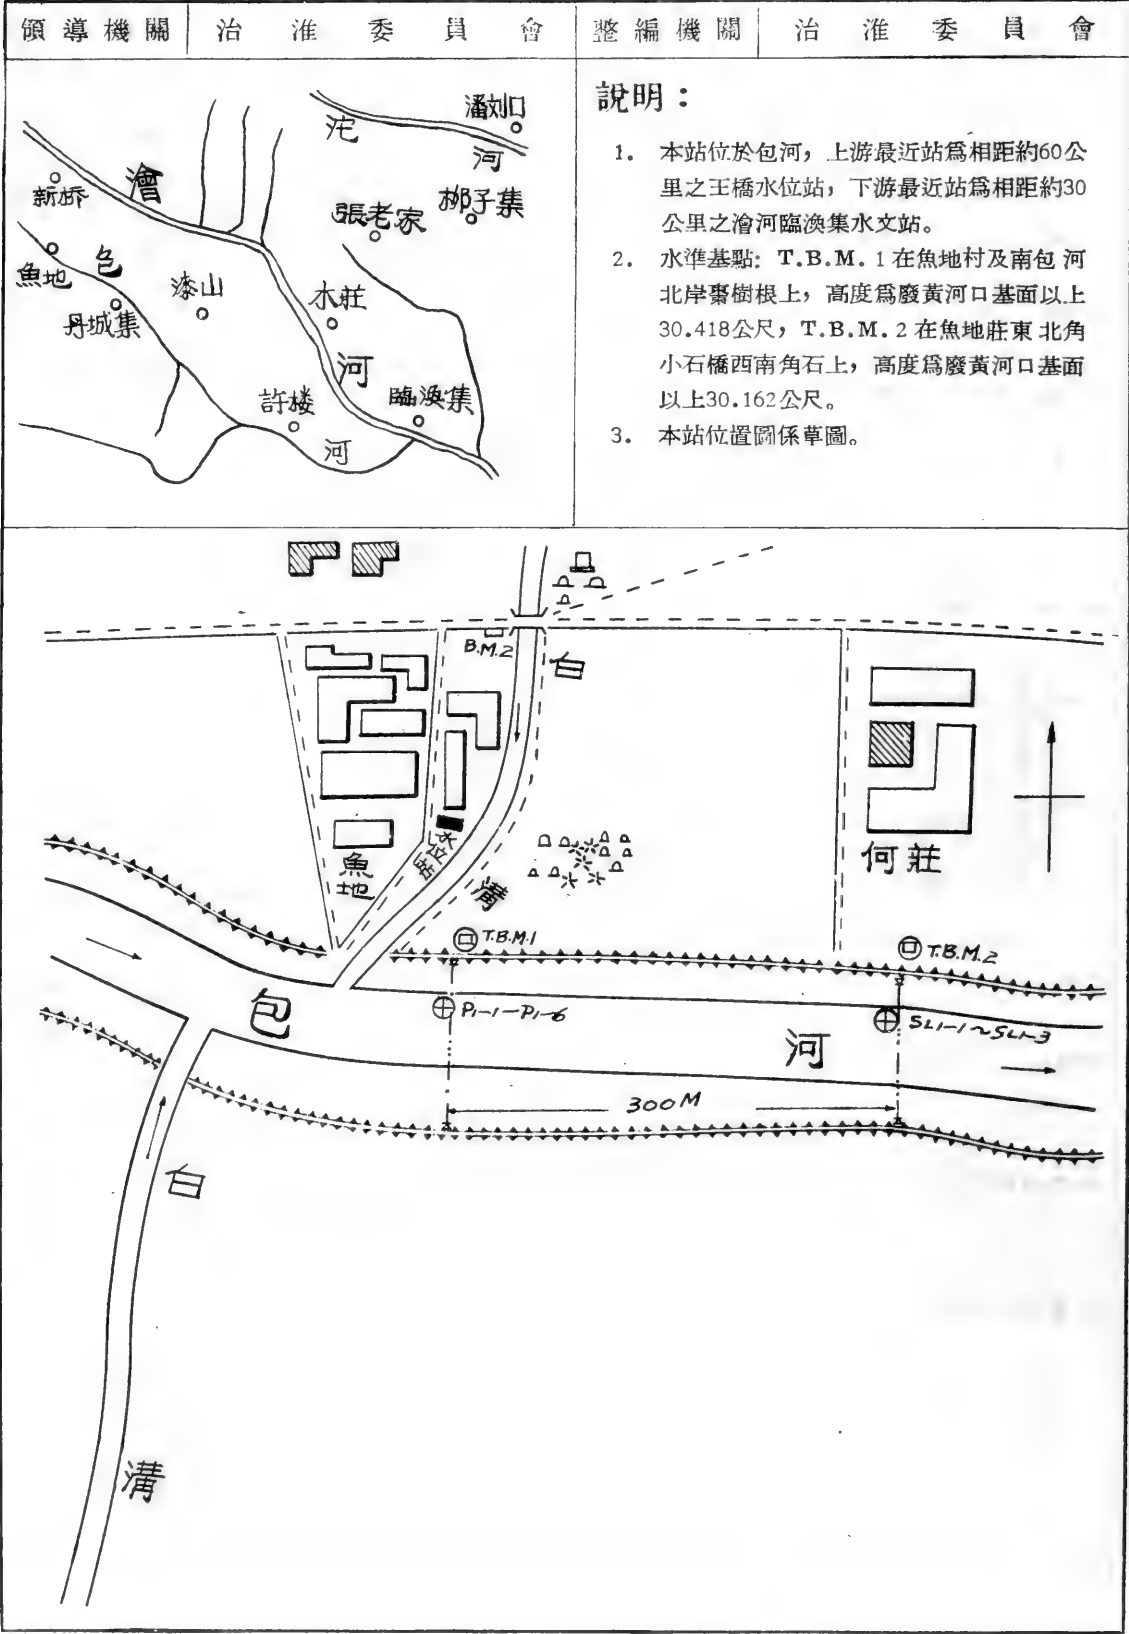 領導機關 治淮委員會 整編機關 治淮委員會
潘刘口
沱
河
澮
新桥
柳子集
張老家
魚地
包
漆山
丹城集
木莊
河
許楼
臨渙集
河
說明：
1. 本站位於包河，上游最近站爲相距約60公
里之王橋水位站，下游最近站爲相距約30
公里之澮河臨渙集水文站。
2. 水準基點：T.B.M.1在魚地村及南包河
北岸棗樹根上，高度爲廢黃河口基面以上
30.418公尺，T.B.M.2在魚地莊東北角
小石橋西南角石上，高度爲廢黃河口基面
以上30.162公尺。
3. 本站位置圖係草圖。
B.M.2
白
水位站
魚地
溝
何莊
T.B.M.1
T.B.M.2
包
P1-1-P1-6
河
SL1-1~SL1-3
300M
白
溝